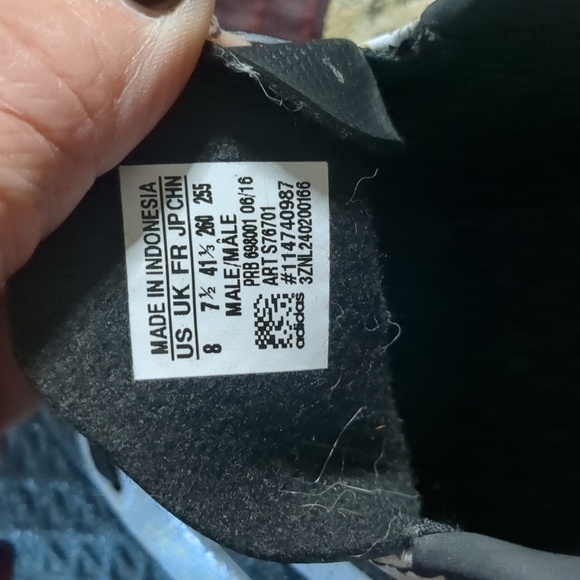 MADE IN INDONESIA
US UK FR JP CHN
8 7½ 41⅓ 260 255
MALE/MÂLE
PRB 698001 06/16
ART S76701
#114740987
3ZNL240200166
adidas